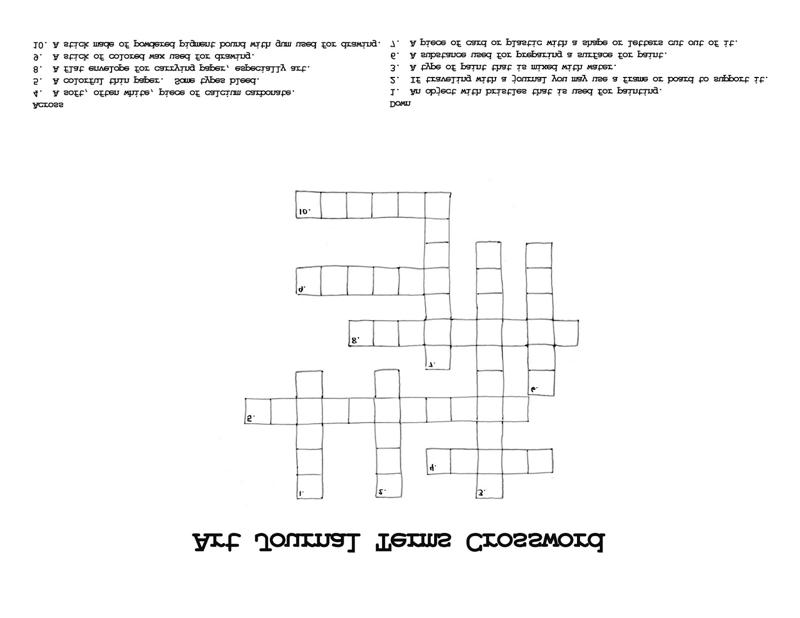 Art Journal Terms Crossword
1.
2.
3.
4.
5.
6.
7.
8.
9.
10.
Across
4. A soft, often white, piece of calcium carbonate.
5. A colorful thin paper. Some types bleed.
8. A flat envelope for carrying paper, especially art.
9. A stick of colored wax used for drawing.
10. A stick made of powdered pigment bound with gum used for drawing.
Down
1. An object with bristles that is used for painting.
2. If traveling with a journal you may use a frame or board to support it.
3. A type of paint that is mixed with water.
6. A substance used for preparing a surface for paint.
7. A piece of card or plastic with a shape or letters cut out of it.